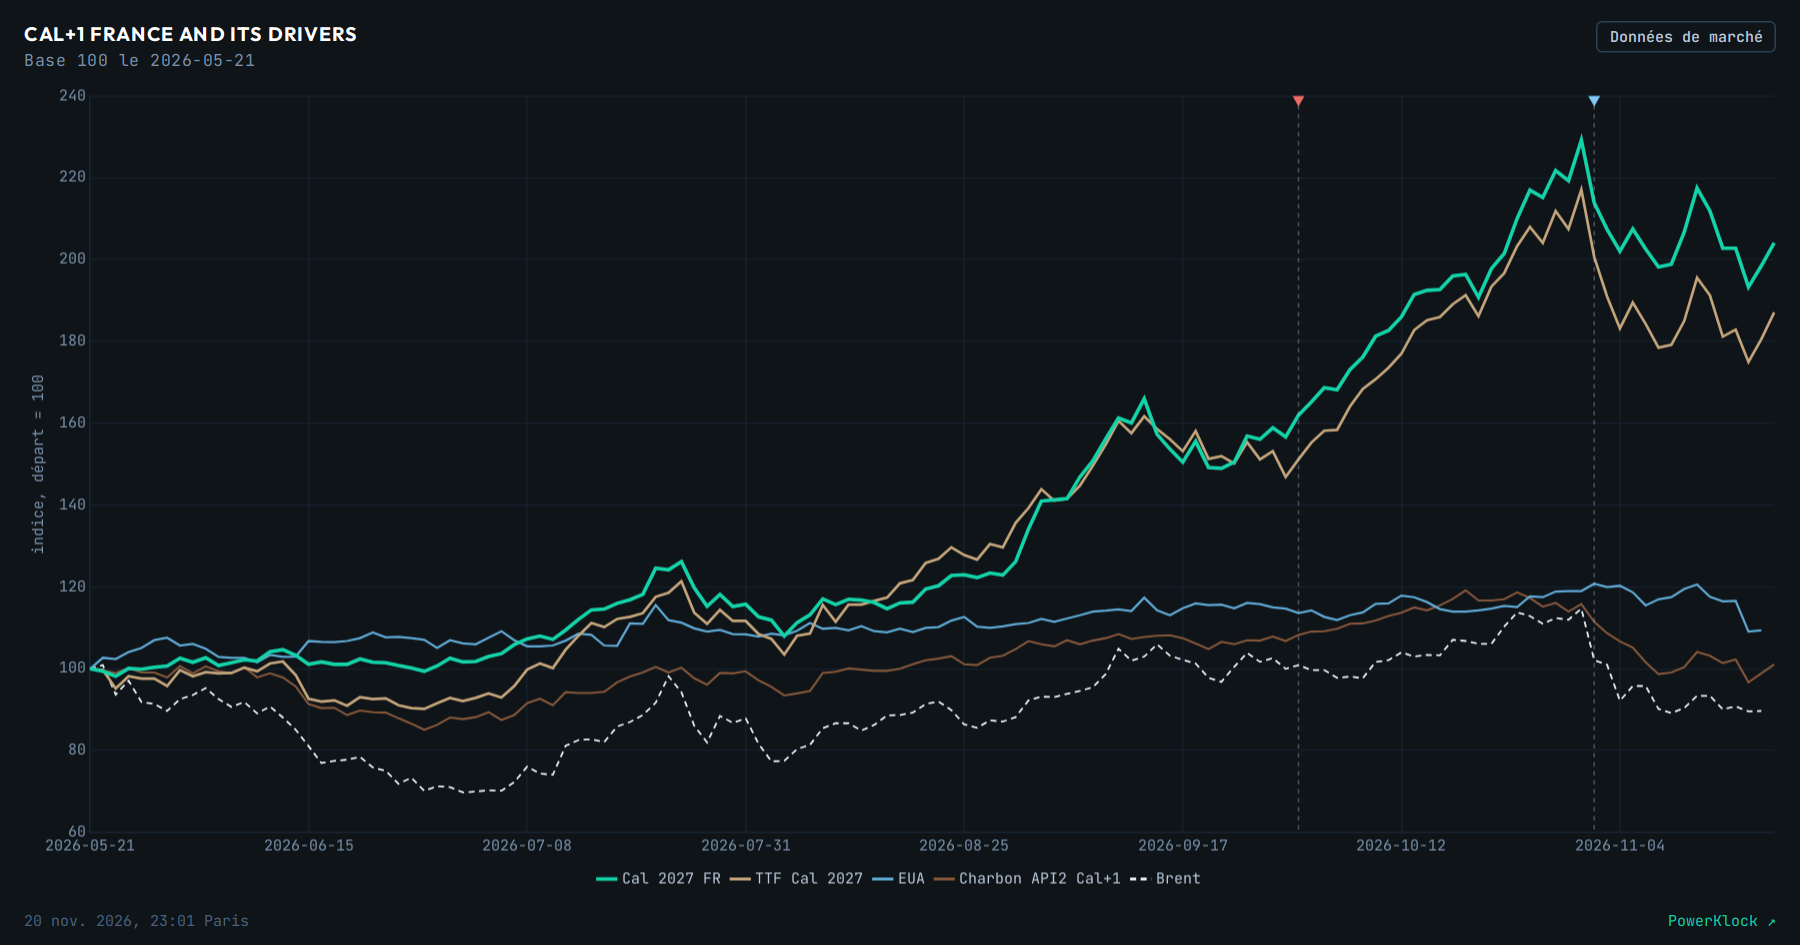 CAL+1 FRANCE AND ITS DRIVERS
Base 100 le 2026-05-21
Données de marché
240
220
200
180
160
140
120
100
80
60
indice, départ = 100
2026-05-21
2026-06-15
2026-07-08
2026-07-31
2026-08-25
2026-09-17
2026-10-12
2026-11-04
Cal 2027 FR
TTF Cal 2027
EUA
Charbon API2 Cal+1
Brent
20 nov. 2026, 23:01 Paris
PowerKlock ↗